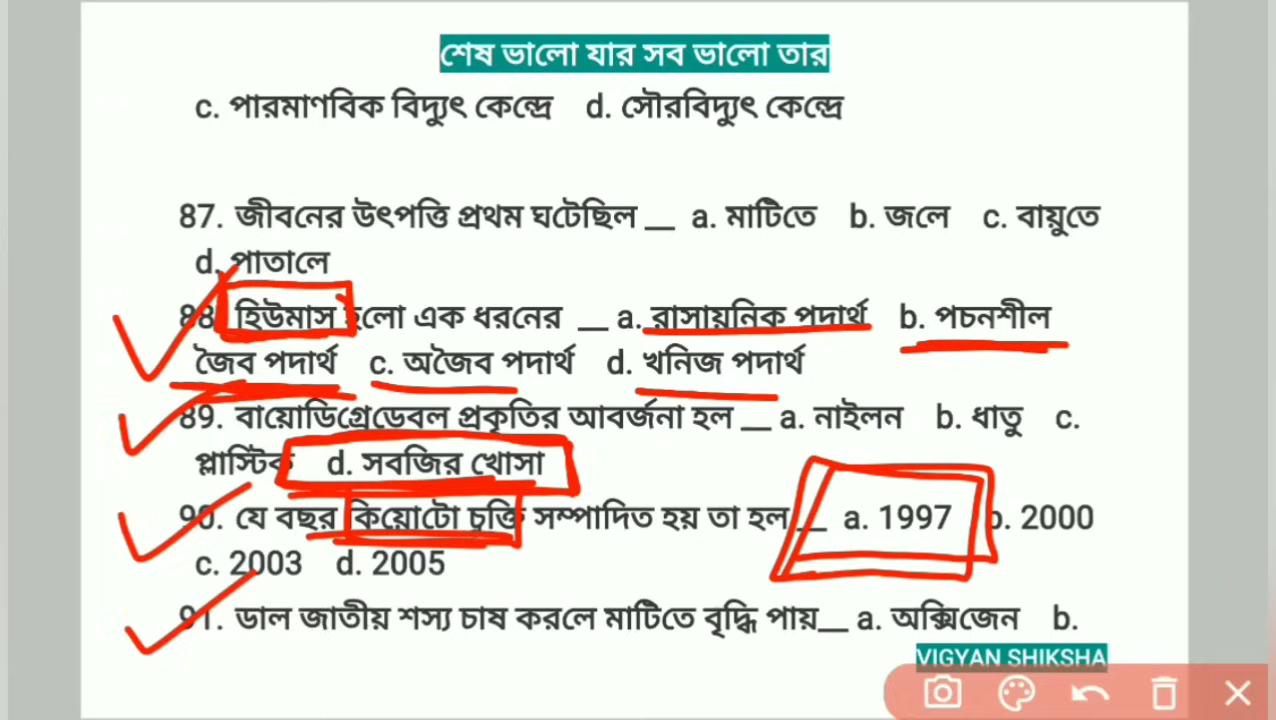 শেষ ভালো যার সব ভালো তার
c. পারমাণবিক বিদ্যুৎ কেন্দ্রে d. সৌরবিদ্যুৎ কেন্দ্রে
87. জীবনের উৎপত্তি প্রথম ঘটেছিল __ a. মাটিতে b. জলে c. বায়ুতে
d. পাতালে
88. হিউমাস হলো এক ধরনের __ a. রাসায়নিক পদার্থ b. পচনশীল
জৈব পদার্থ c. অজৈব পদার্থ d. খনিজ পদার্থ
89. বায়োডিগ্রেডেবল প্রকৃতির আবর্জনা হল __ a. নাইলন b. ধাতু c.
প্লাস্টিক d. সবজির খোসা
90. যে বছর কিয়োটো চুক্তি সম্পাদিত হয় তা হল __ a. 1997 b. 2000
c. 2003 d. 2005
91. ডাল জাতীয় শস্য চাষ করলে মাটিতে বৃদ্ধি পায়__ a. অক্সিজেন b.
VIGYAN SHIKSHA